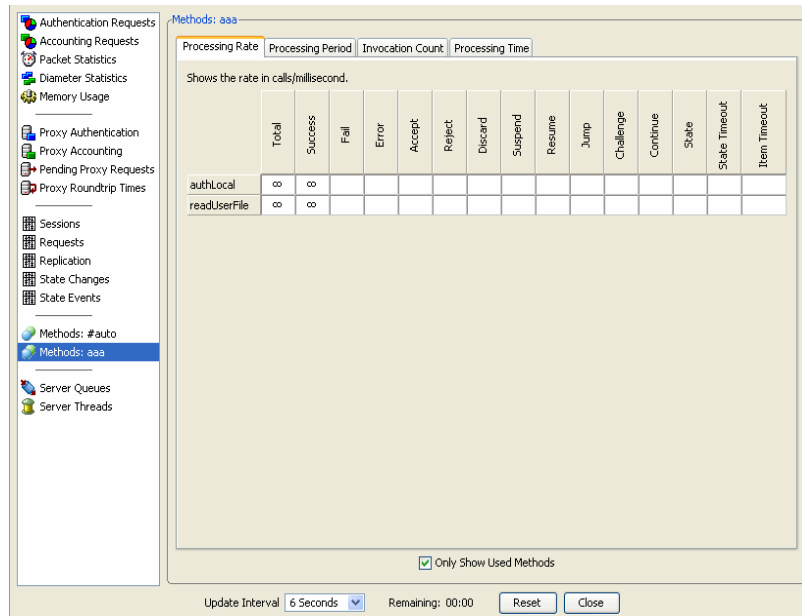 Authentication Requests
Accounting Requests
Packet Statistics
Diameter Statistics
Memory Usage
Proxy Authentication
Proxy Accounting
Pending Proxy Requests
Proxy Roundtrip Times
Sessions
Requests
Replication
State Changes
State Events
Methods: #auto
Methods: aaa
Server Queues
Server Threads
Methods: aaa
Processing Rate Processing Period Invocation Count Processing Time
Shows the rate in calls/millisecond.
Total Success Fail Error Accept Reject Discard Suspend Resume Jump Challenge Continue State State Timeout Item Timeout
authLocal ∞ ∞
readUserFile ∞ ∞
Only Show Used Methods
Update Interval 6 Seconds Remaining: 00:00 Reset Close